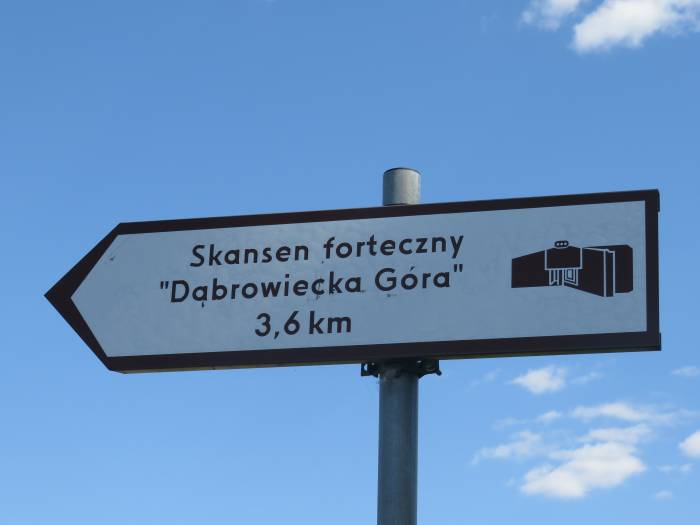 Skansen forteczny
"Dąbrowiecka Góra"
3,6 km